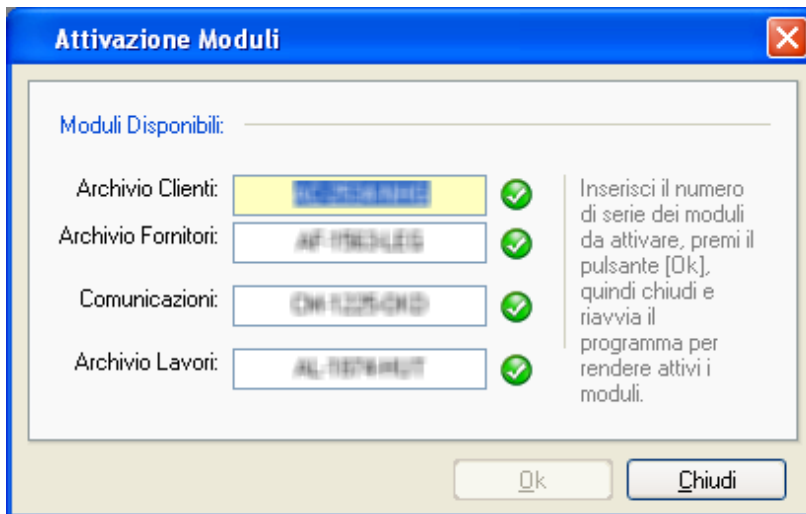 Attivazione Moduli
Moduli Disponibili:
Archivio Clienti:
Archivio Fornitori:
Comunicazioni:
Archivio Lavori:
Inserisci il numero
di serie dei moduli
da attivare, premi il
pulsante [Ok],
quindi chiudi e
riavvia il
programma per
rendere attivi i
moduli.
Ok
Chiudi